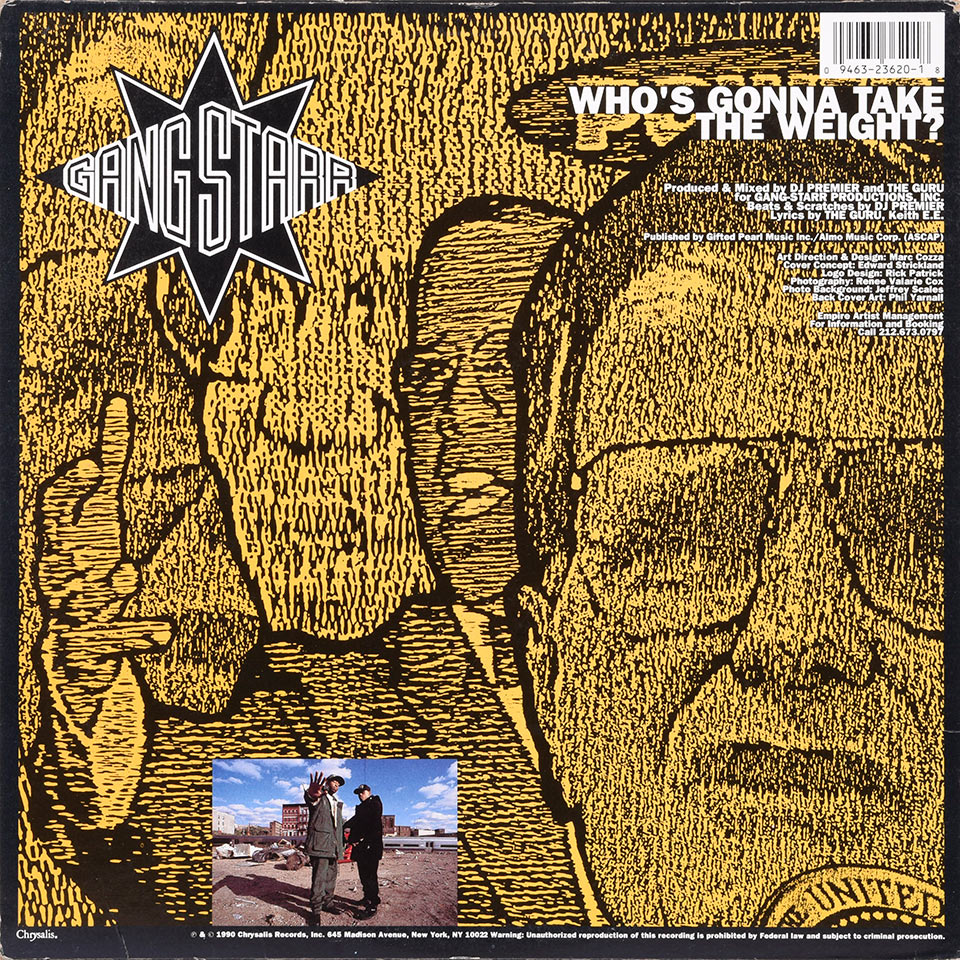 GANG STARR
0 9463-23620-1 8
WHO'S GONNA TAKE
THE WEIGHT?
Produced & Mixed by DJ PREMIER and THE GURU
for GANG-STARR PRODUCTIONS, INC.
Beats & Scratches by DJ PREMIER
Lyrics by THE GURU, Keith E.E.
Published by Gifted Pearl Music Inc./Almo Music Corp. (ASCAP)
Art Direction & Design: Marc Cozza
Cover Concept: Edward Strickland
Logo Design: Rick Patrick
Photography: Renee Valarie Cox
Photo Background: Jeffrey Scales
Back Cover Art: Phil Yarnall
Empire Artist Management
For Information and Booking
Call 212.673.0797
UNITED
Chrysalis.
℗ & © 1990 Chrysalis Records, Inc. 645 Madison Avenue, New York, NY 10022 Warning: Unauthorized reproduction of this recording is prohibited by Federal law and subject to criminal prosecution.